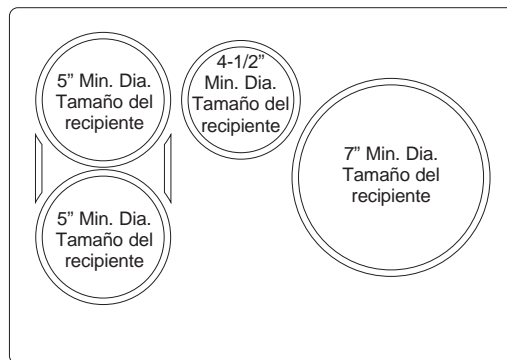 5” Min. Dia.
Tamaño del
recipiente
4-1/2”
Min. Dia.
Tamaño del
recipiente
7” Min. Dia.
Tamaño del
recipiente
5” Min. Dia.
Tamaño del
recipiente